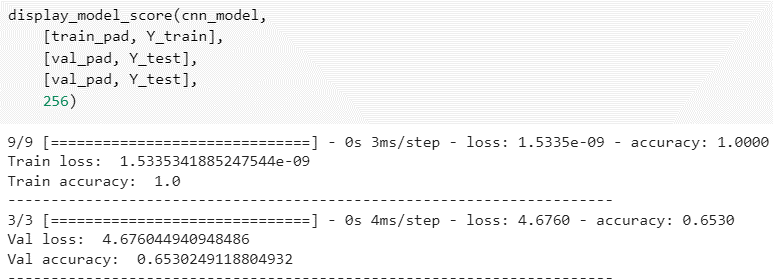 display_model_score(cnn_model,
    [train_pad, Y_train],
    [val_pad, Y_test],
    [val_pad, Y_test],
    256)
9/9 [==============================] - 0s 3ms/step - loss: 1.5335e-09 - accuracy: 1.0000
Train loss:  1.5335341885247544e-09
Train accuracy:  1.0
----------------------------------------------------------------------
3/3 [==============================] - 0s 4ms/step - loss: 4.6760 - accuracy: 0.6530
Val loss:  4.676044940948486
Val accuracy:  0.6530249118804932
----------------------------------------------------------------------